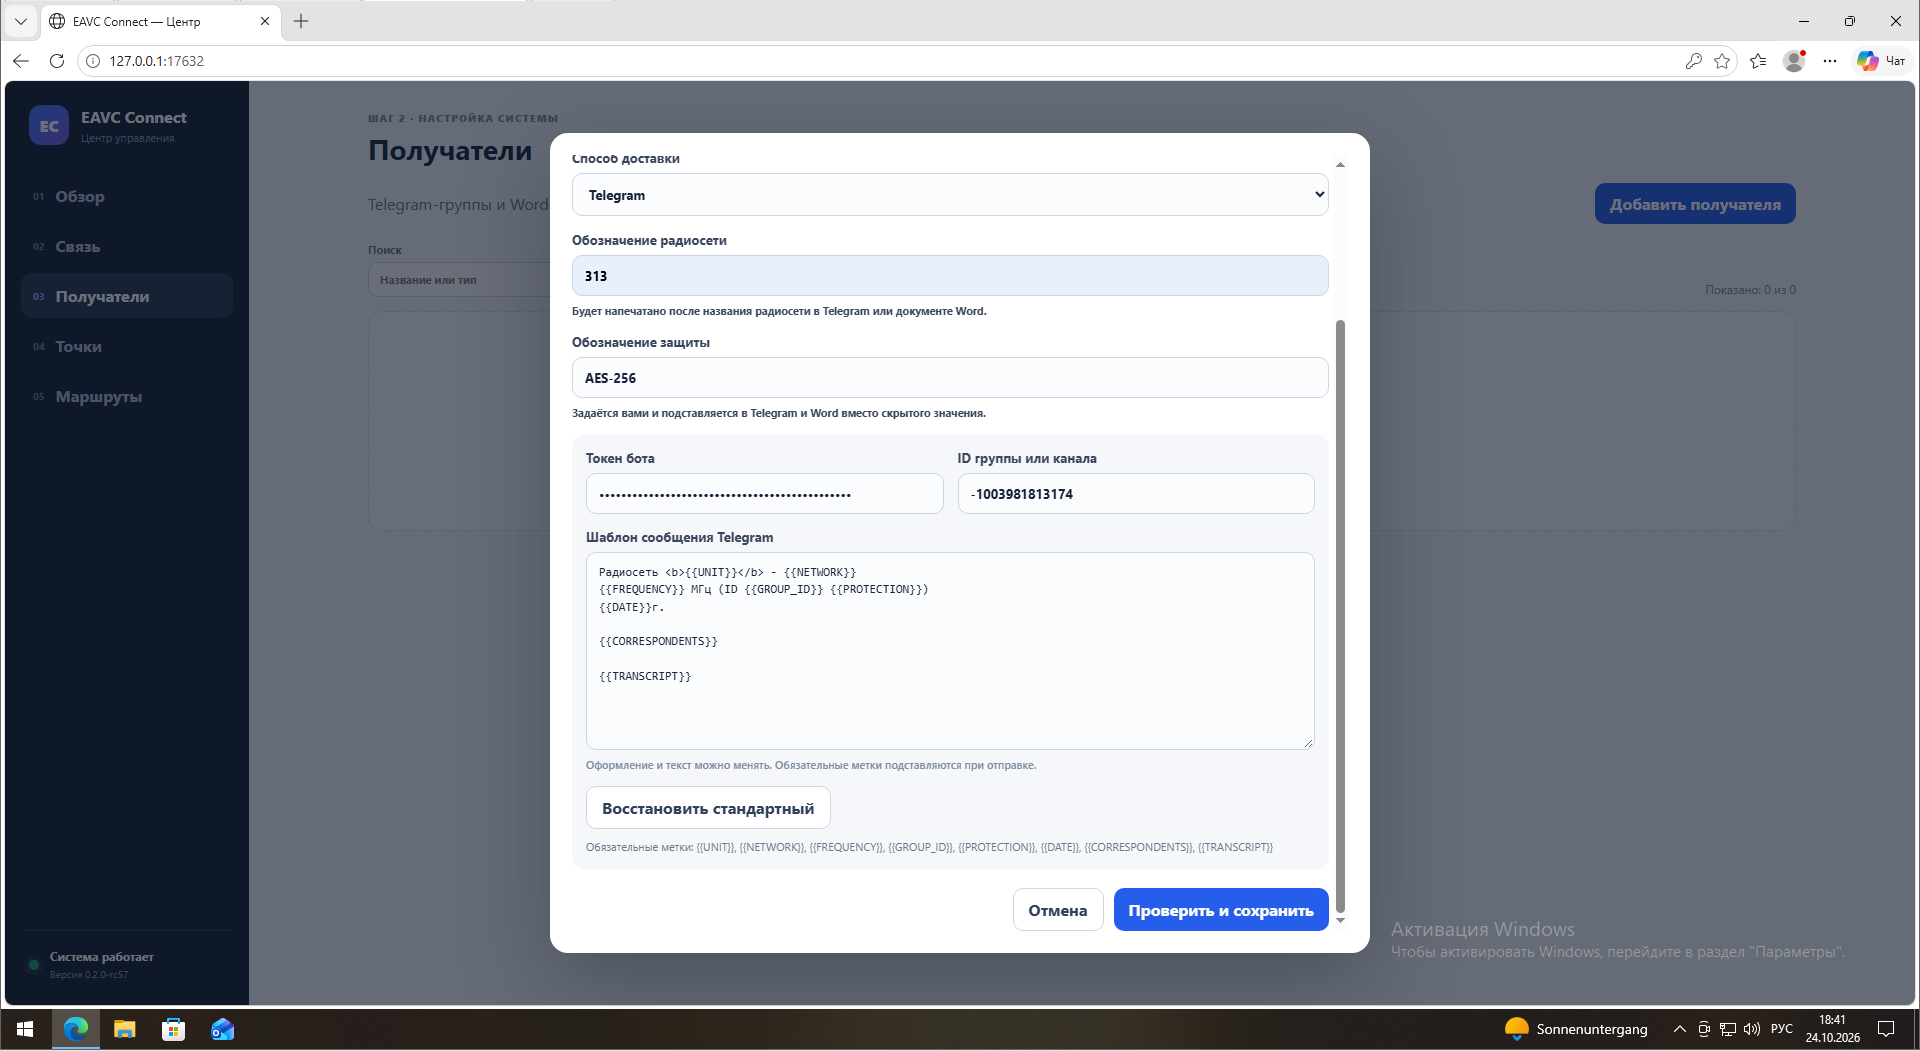 EAVC Connect — Центр
127.0.0.1:17632
Чат
EC
EAVC Connect
Центр управления
01 Обзор
02 Связь
03 Получатели
04 Точки
05 Маршруты
Система работает
Версия 0.2.0-rc57
ШАГ 2 · НАСТРОЙКА СИСТЕМЫ
Получатели
Telegram-группы и Word
Добавить получателя
Поиск
Название или тип
Показано: 0 из 0
Способ доставки
Telegram
Обозначение радиосети
313
Будет напечатано после названия радиосети в Telegram или документе Word.
Обозначение защиты
AES-256
Задаётся вами и подставляется в Telegram и Word вместо скрытого значения.
Токен бота
ID группы или канала
••••••••••••••••••••••••••••••••••••••••••••••
-1003981813174
Шаблон сообщения Telegram
Радиосеть <b>{{UNIT}}</b> - {{NETWORK}}
{{FREQUENCY}} МГц (ID {{GROUP_ID}} {{PROTECTION}})
{{DATE}}г.
{{CORRESPONDENTS}}
{{TRANSCRIPT}}
Оформление и текст можно менять. Обязательные метки подставляются при отправке.
Восстановить стандартный
Обязательные метки: {{UNIT}}, {{NETWORK}}, {{FREQUENCY}}, {{GROUP_ID}}, {{PROTECTION}}, {{DATE}}, {{CORRESPONDENTS}}, {{TRANSCRIPT}}
Отмена
Проверить и сохранить
Активация Windows
Чтобы активировать Windows, перейдите в раздел "Параметры".
Sonnenuntergang
РУС
18:41
24.10.2026